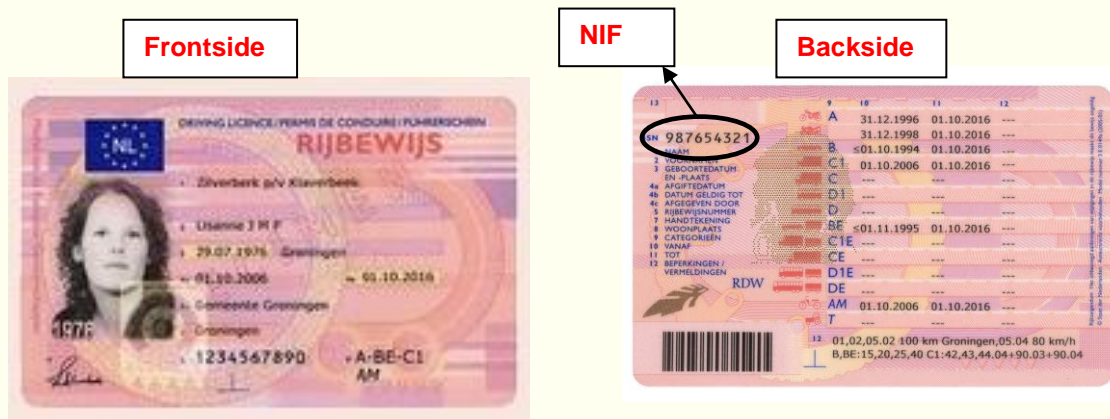 Frontside
NIF
Backside
DRIVING LICENCE/PERMIS DE CONDUIRE/FÜHRERSCHEIN
RIJBEWIJS
NL
Zilverberk p/v Klaverbeek
Lisanne J M F
29.07.1976 Groningen
01.10.2006 01.10.2016
Gemeente Groningen
Groningen
1976
1234567890 A-BE-C1
AM
13 9 10 11 12
SN 987654321
NAAM
2 VOORNAMEN
3 GEBOORTEDATUM
EN -PLAATS
4a AFGIFTEDATUM
4b DATUM GELDIG TOT
4c AFGEGEVEN DOOR
5 RIJBEWIJSNUMMER
7 HANDTEKENING
8 WOONPLAATS
9 CATEGORIEËN
10 VANAF
11 TOT
12 BEPERKINGEN /
VERMELDINGEN
RDW
A 31.12.1996 01.10.2016 ---
31.12.1998 01.10.2016 ---
B ≤01.10.1994 01.10.2016 ---
C1 01.10.2006 01.10.2016 ---
C --- --- ---
D1 --- --- ---
D --- --- ---
BE ≤01.11.1995 01.10.2016 ---
C1E --- --- ---
CE --- --- ---
D1E --- --- ---
DE --- --- ---
AM 01.10.2006 01.10.2016 ---
T --- --- ---
12 01,02,05.02 100 km Groningen,05.04 80 km/h
B,BE:15,20,25,40 C1:42,43,44.04+90.03+90.04